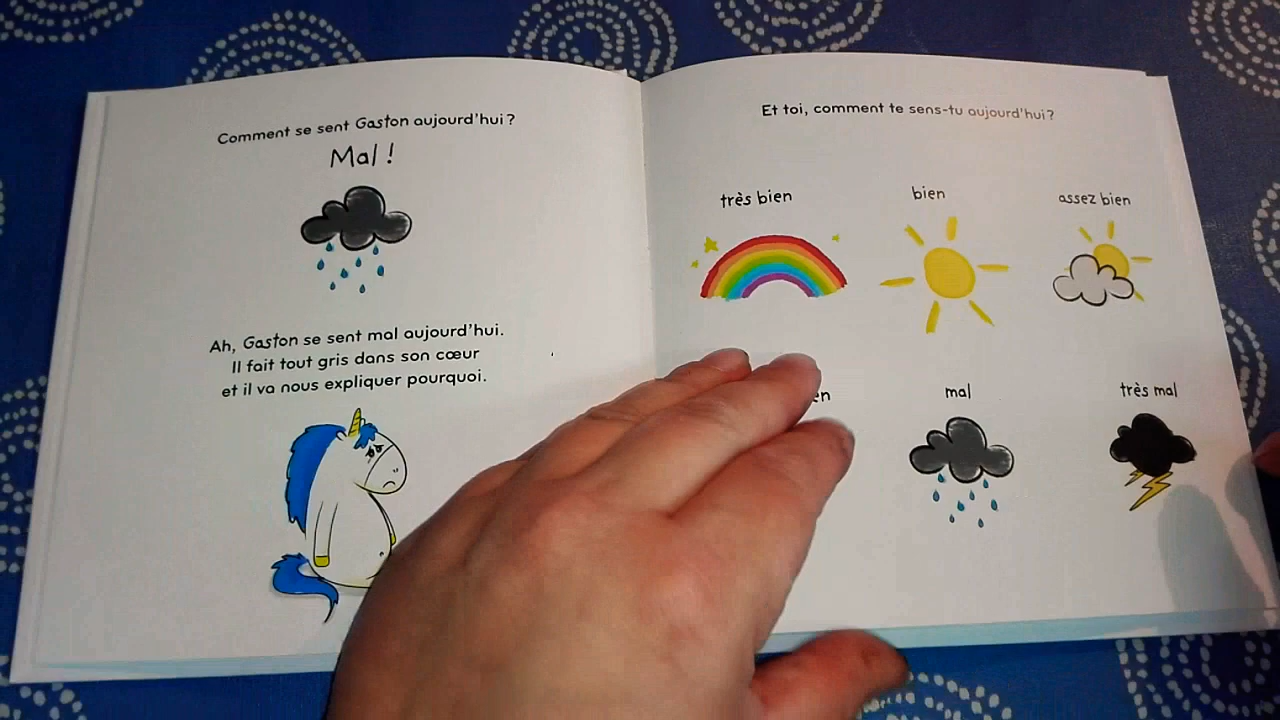 Comment se sent Gaston aujourd'hui ?
Mal !
Ah, Gaston se sent mal aujourd'hui.
Il fait tout gris dans son cœur
et il va nous expliquer pourquoi.
Et toi, comment te sens-tu aujourd'hui ?
très bien
bien
assez bien
mal
très mal